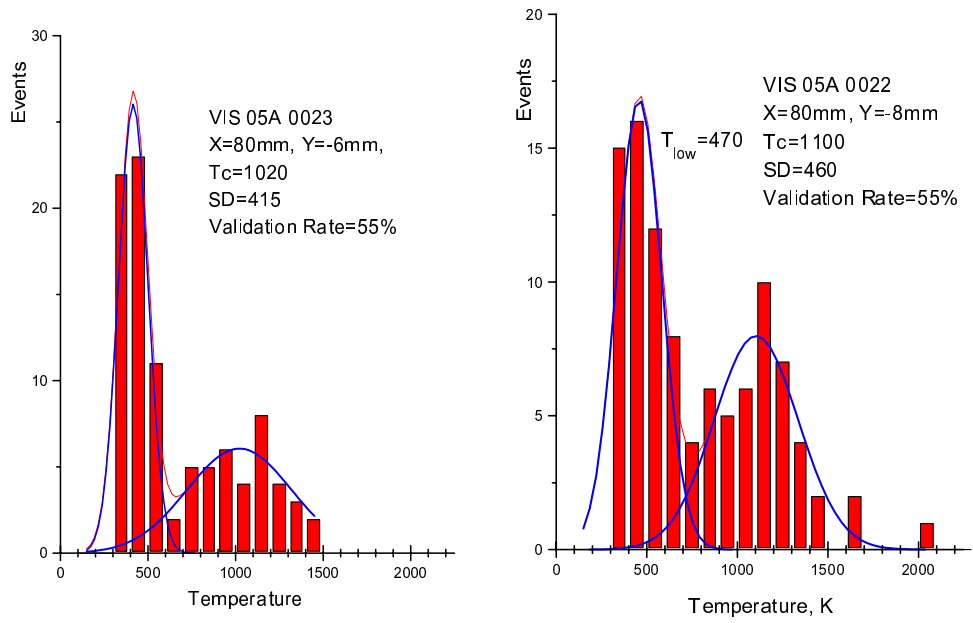 30
20
10
0
Events
VIS 05A 0023
X=80mm, Y=-6mm,
Tc=1020
SD=415
Validation Rate=55%
0 500 1000 1500 2000
Temperature
20
15
10
5
0
Events
T_low=470
VIS 05A 0022
X=80mm, Y=-8mm
Tc=1100
SD=460
Validation Rate=55%
0 500 1000 1500 2000
Temperature, K